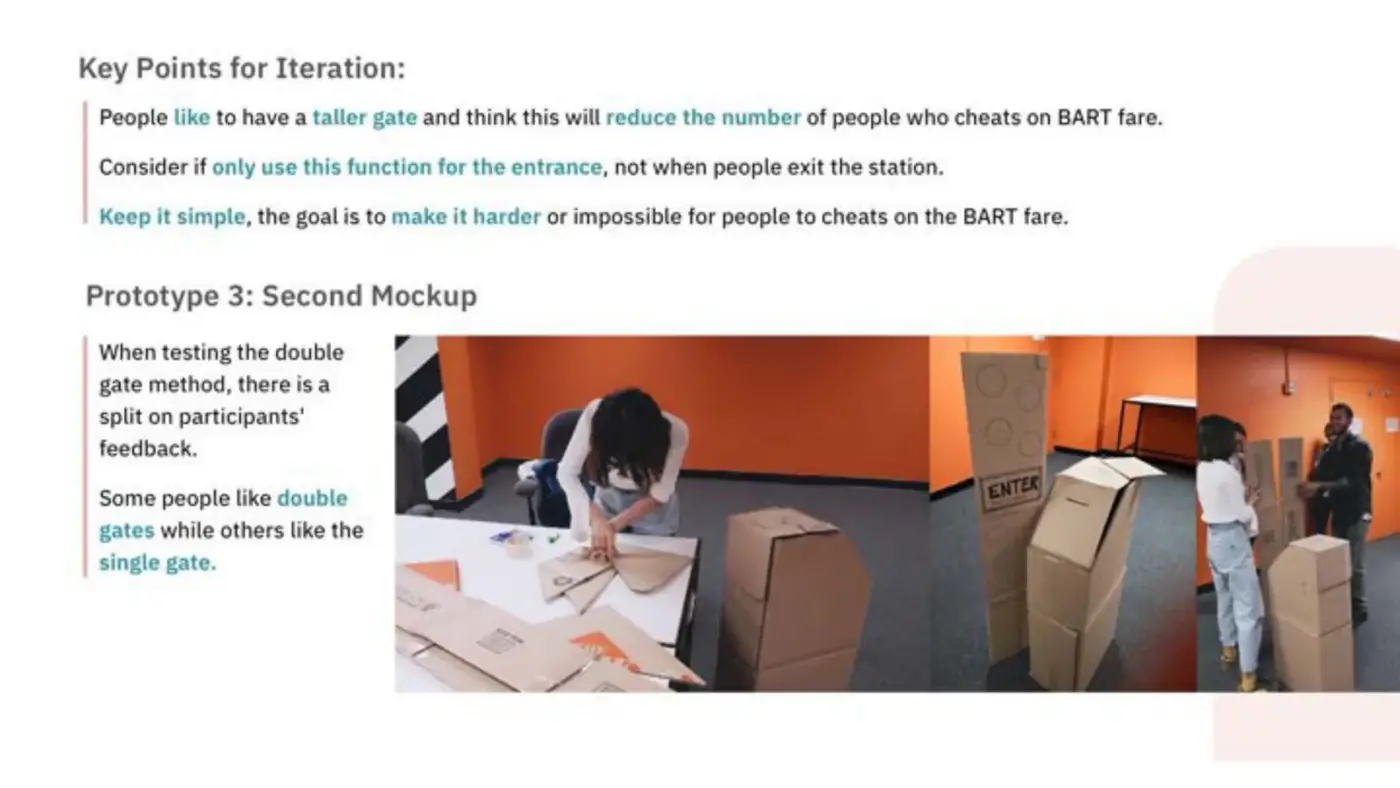 Key Points for Iteration:
People like to have a taller gate and think this will reduce the number of people who cheats on BART fare.
Consider if only use this function for the entrance, not when people exit the station.
Keep it simple, the goal is to make it harder or impossible for people to cheats on the BART fare.
Prototype 3: Second Mockup
When testing the double
gate method, there is a
split on participants'
feedback.
Some people like double
gates while others like the
single gate.
ENTER